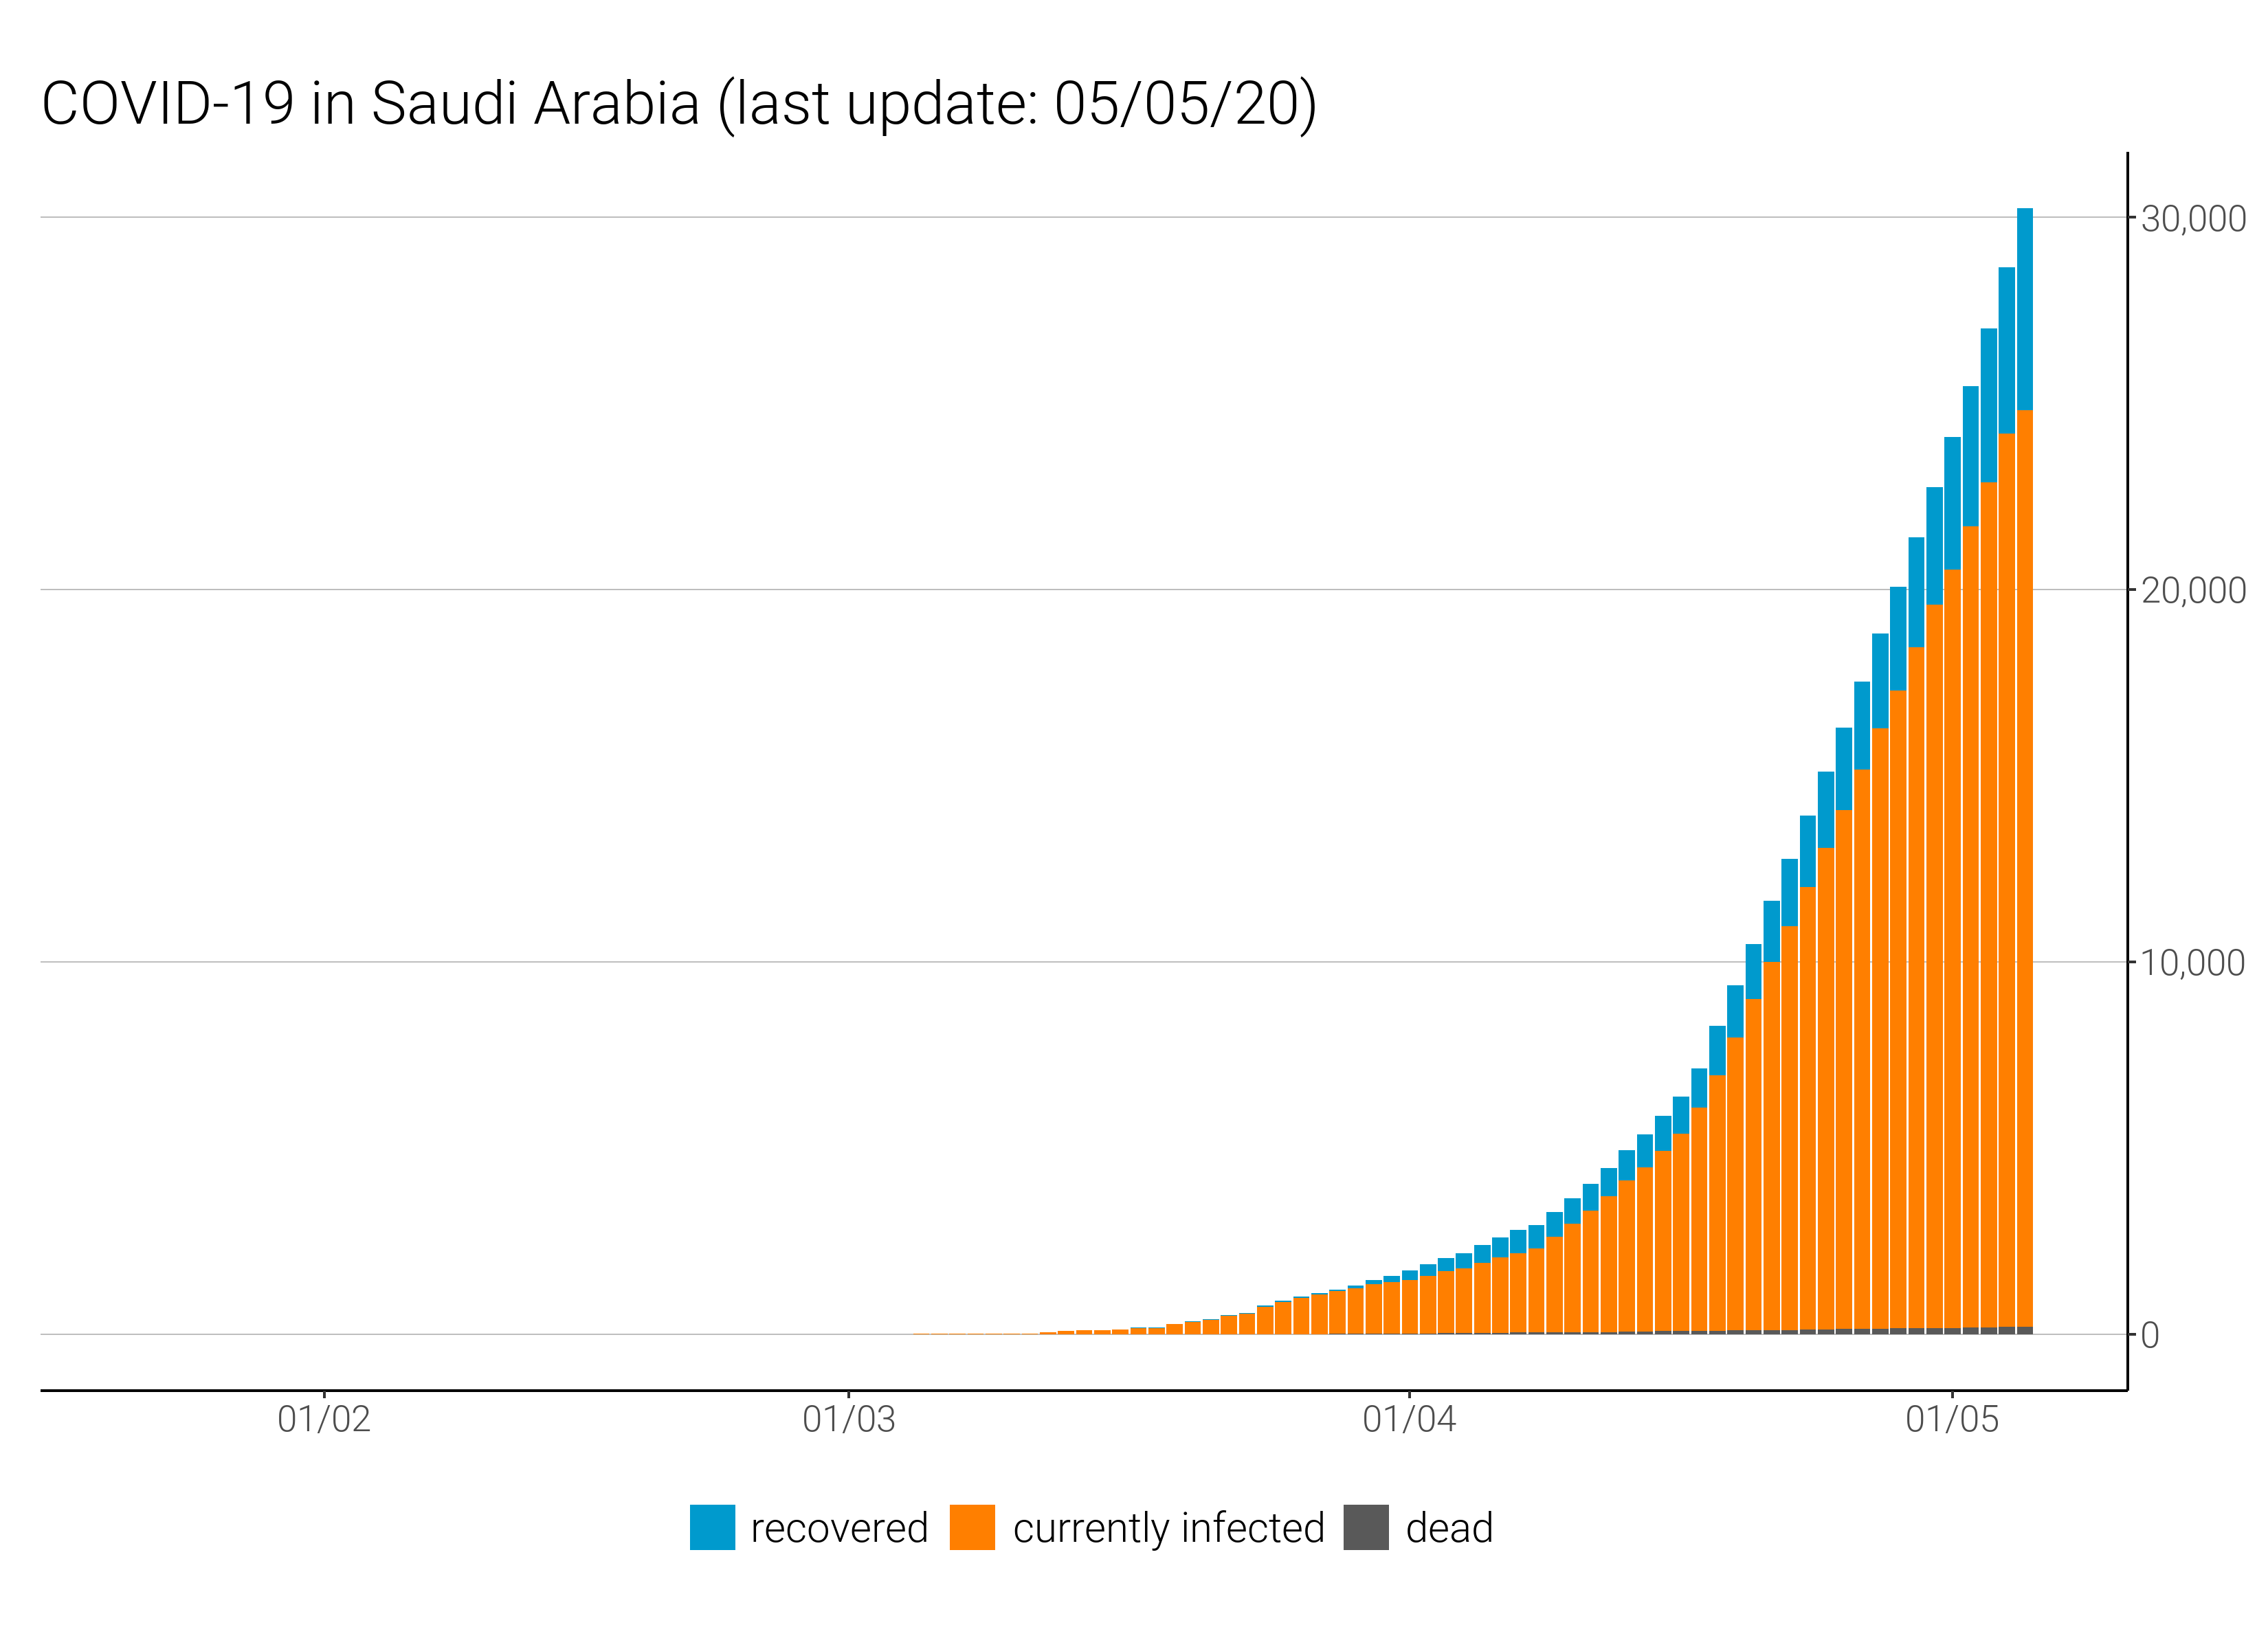 COVID-19 in Saudi Arabia (last update: 05/05/20)
30,000
20,000
10,000
0
01/02 01/03 01/04 01/05
recovered currently infected dead